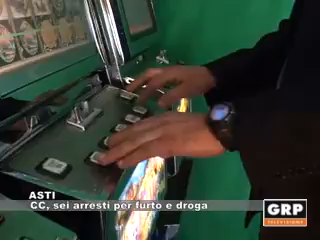 ASTI
CC, sei arresti per furto e droga
GRP
TELEVISIONE